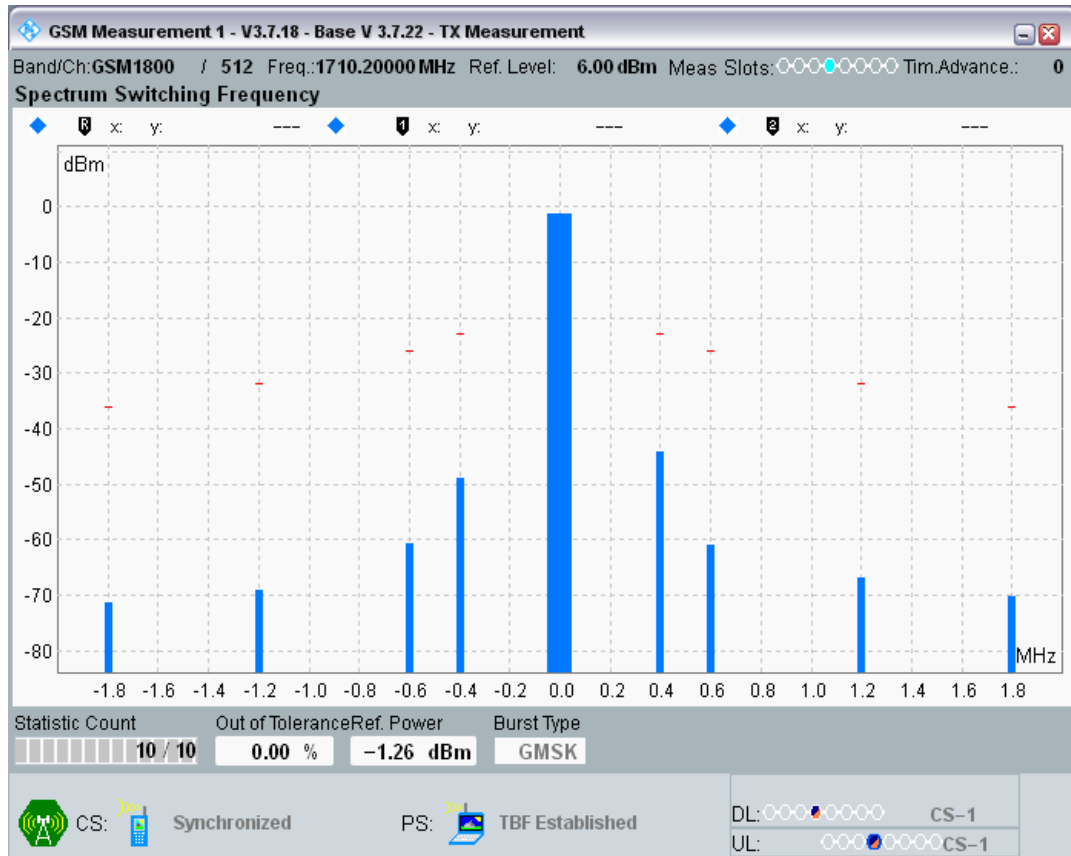 GSM Measurement 1 - V3.7.18 - Base V 3.7.22 - TX Measurement
Band/Ch:GSM1800 / 512 Freq.:1710.20000 MHz Ref. Level: 6.00 dBm Meas Slots: Tim.Advance.: 0
Spectrum Switching Frequency
R x: y: --- 1 x: y: --- 2 x: y: ---
dBm
0
-10
-20
-30
-40
-50
-60
-70
-80
MHz
-1.8 -1.6 -1.4 -1.2 -1.0 -0.8 -0.6 -0.4 -0.2 0.0 0.2 0.4 0.6 0.8 1.0 1.2 1.4 1.6 1.8
Statistic Count Out of Tolerance Ref. Power Burst Type
10 / 10 0.00 % −1.26 dBm GMSK
CS: Synchronized PS: TBF Established DL: CS−1
UL: CS−1